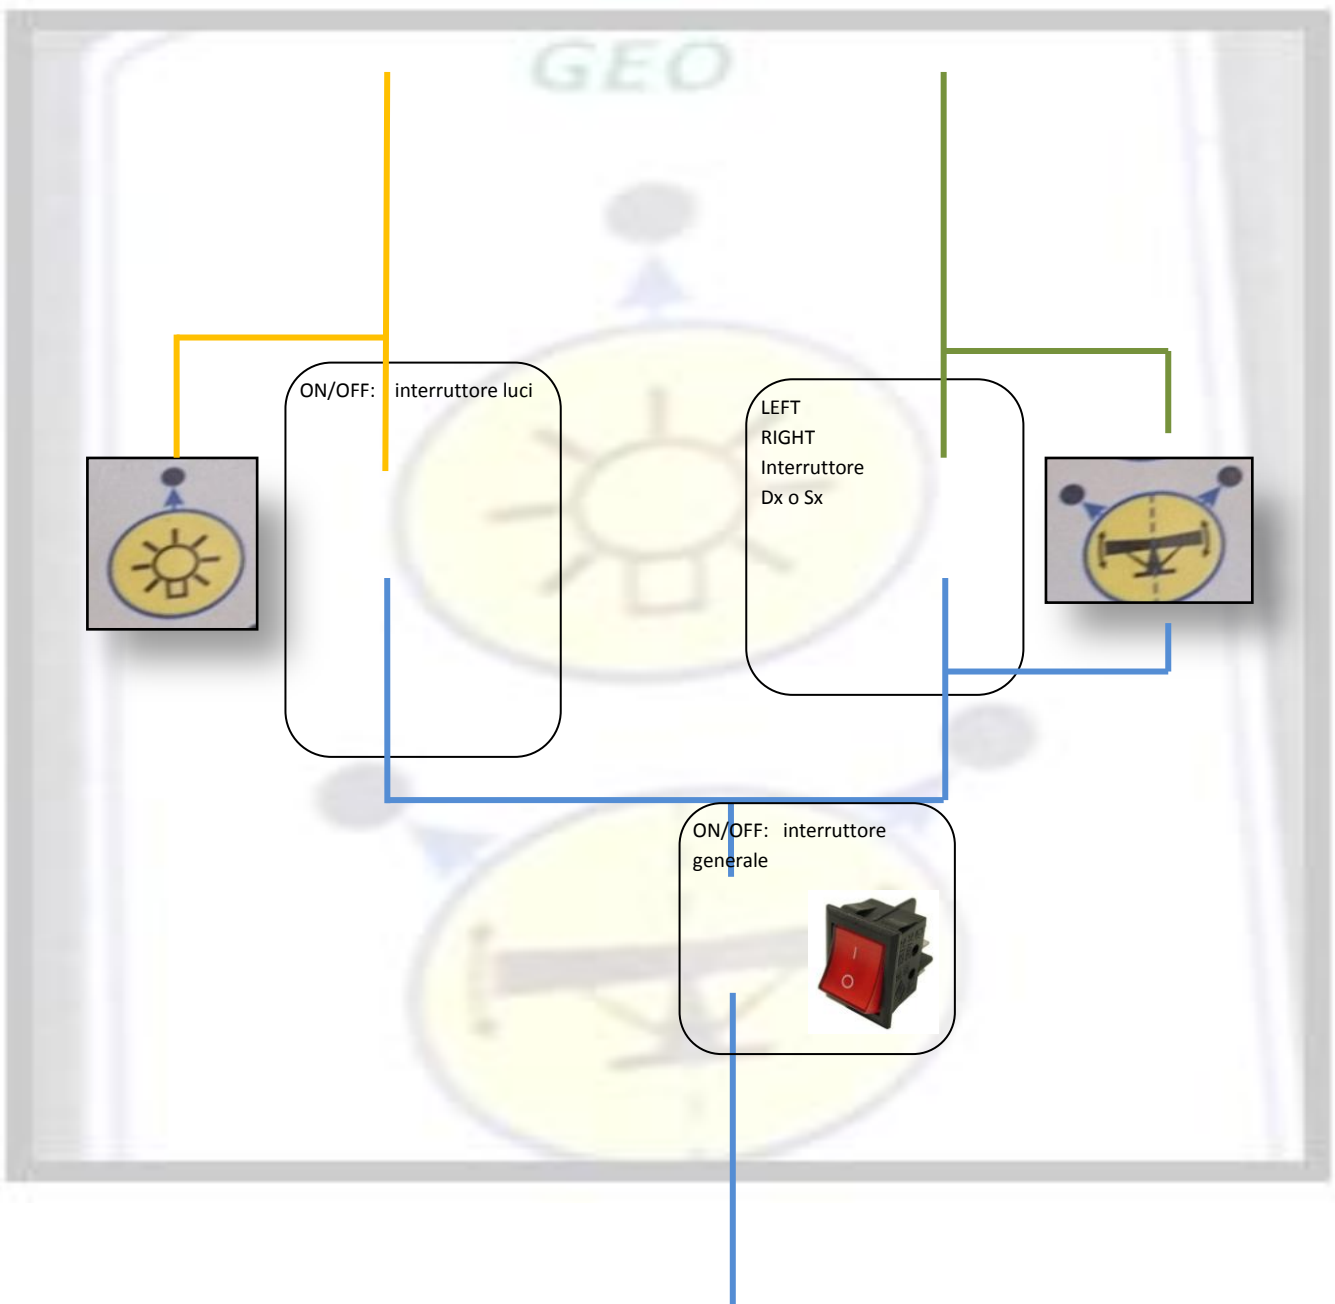 GEO
ON/OFF: interruttore luci
LEFT
RIGHT
Interruttore
Dx o Sx
ON/OFF: interruttore
generale